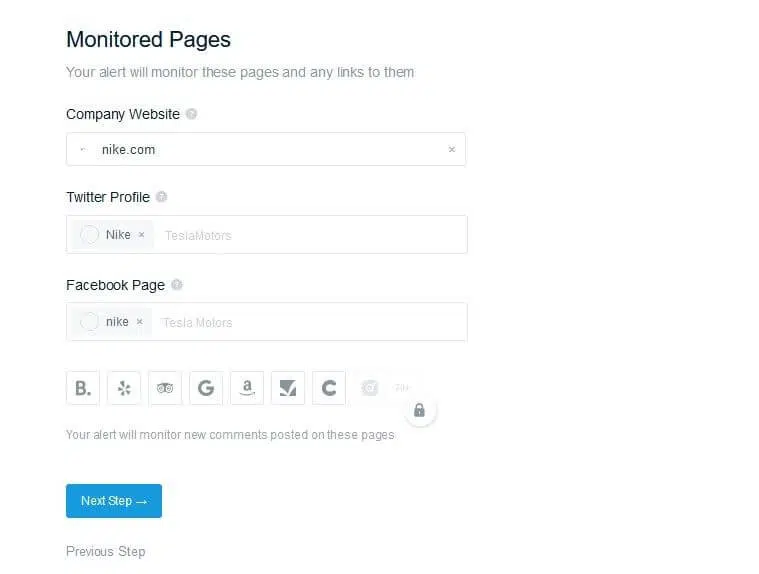 Monitored Pages
Your alert will monitor these pages and any links to them
Company Website ?
nike.com ×
Twitter Profile ?
Nike × TeslaMotors
Facebook Page ?
nike × Tesla Motors
B. G a C 70+
Your alert will monitor new comments posted on these pages
Next Step →
Previous Step